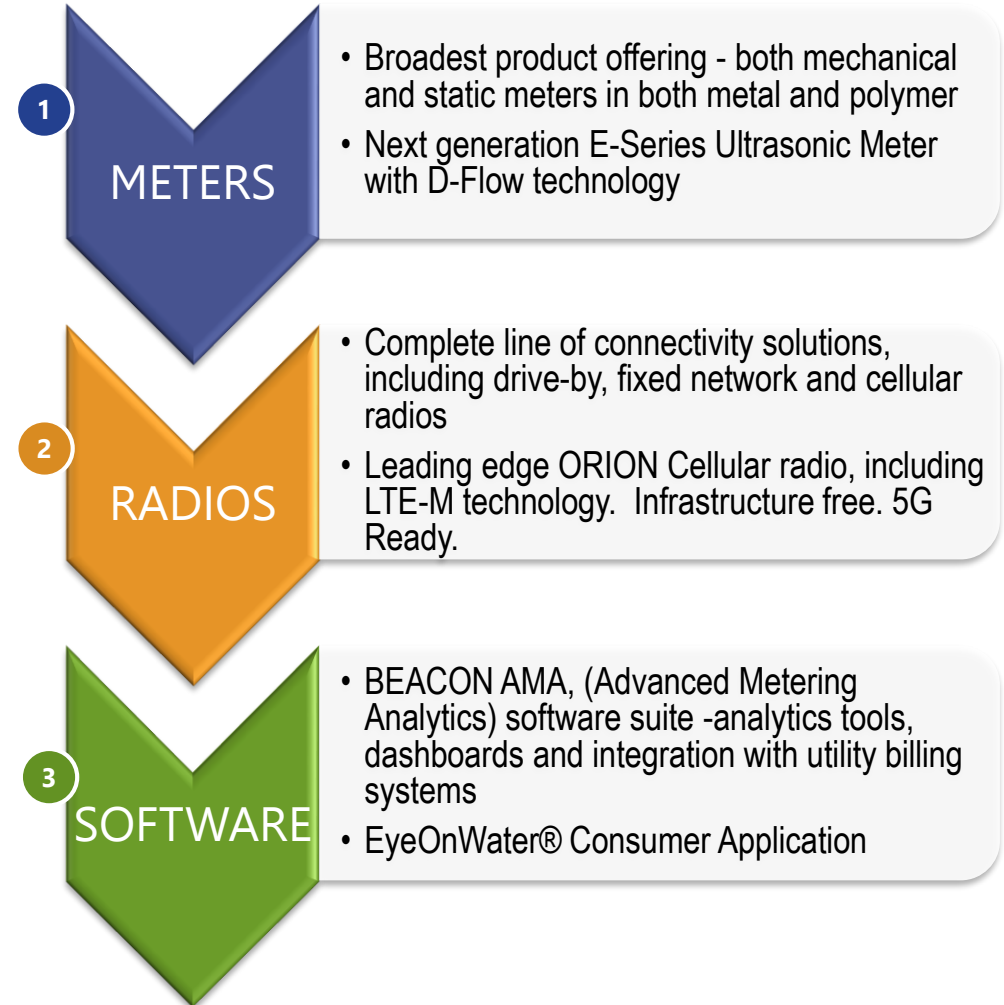 1
METERS
• Broadest product offering - both mechanical
and static meters in both metal and polymer
• Next generation E-Series Ultrasonic Meter
with D-Flow technology
2
RADIOS
• Complete line of connectivity solutions,
including drive-by, fixed network and cellular
radios
• Leading edge ORION Cellular radio, including
LTE-M technology.  Infrastructure free. 5G
Ready.
3
SOFTWARE
• BEACON AMA, (Advanced Metering
Analytics) software suite -analytics tools,
dashboards and integration with utility billing
systems
• EyeOnWater® Consumer Application